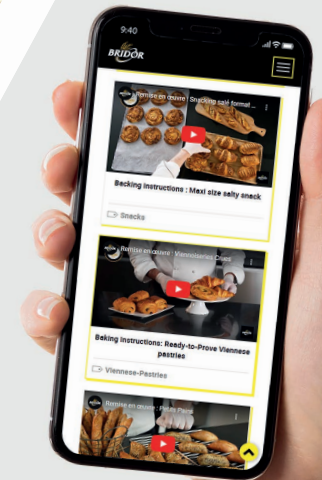 9:40
BRIDOR
Remise en œuvre : Snacking salé format ...
Backing Instructions : Maxi size salty snack
Snacks
Remise en œuvre : Viennoiseries Crues
Baking Instructions: Ready-to-Prove Viennese
pastries
Viennese-Pastries
Remise en œuvre : Petits Pains